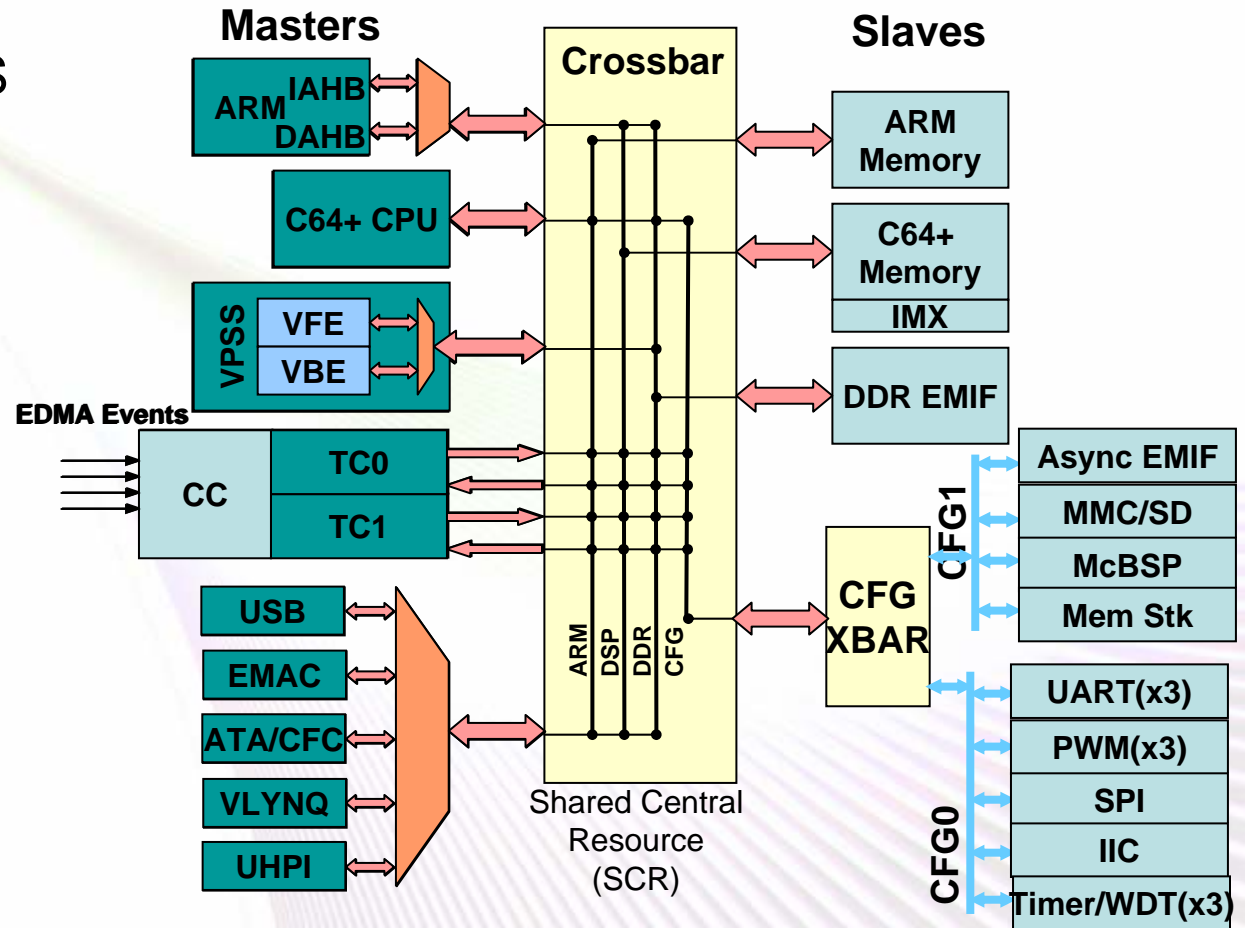 s
Masters
Slaves
Crossbar
ARM
IAHB
DAHB
ARM
Memory
C64+ CPU
C64+
Memory
IMX
VPSS
VFE
VBE
DDR EMIF
EDMA Events
CC
TC0
TC1
CFG1
Async EMIF
MMC/SD
McBSP
Mem Stk
CFG
XBAR
ARM
DSP
DDR
CFG
USB
EMAC
ATA/CFC
VLYNQ
UHPI
Shared Central
Resource
(SCR)
CFG0
UART(x3)
PWM(x3)
SPI
IIC
Timer/WDT(x3)